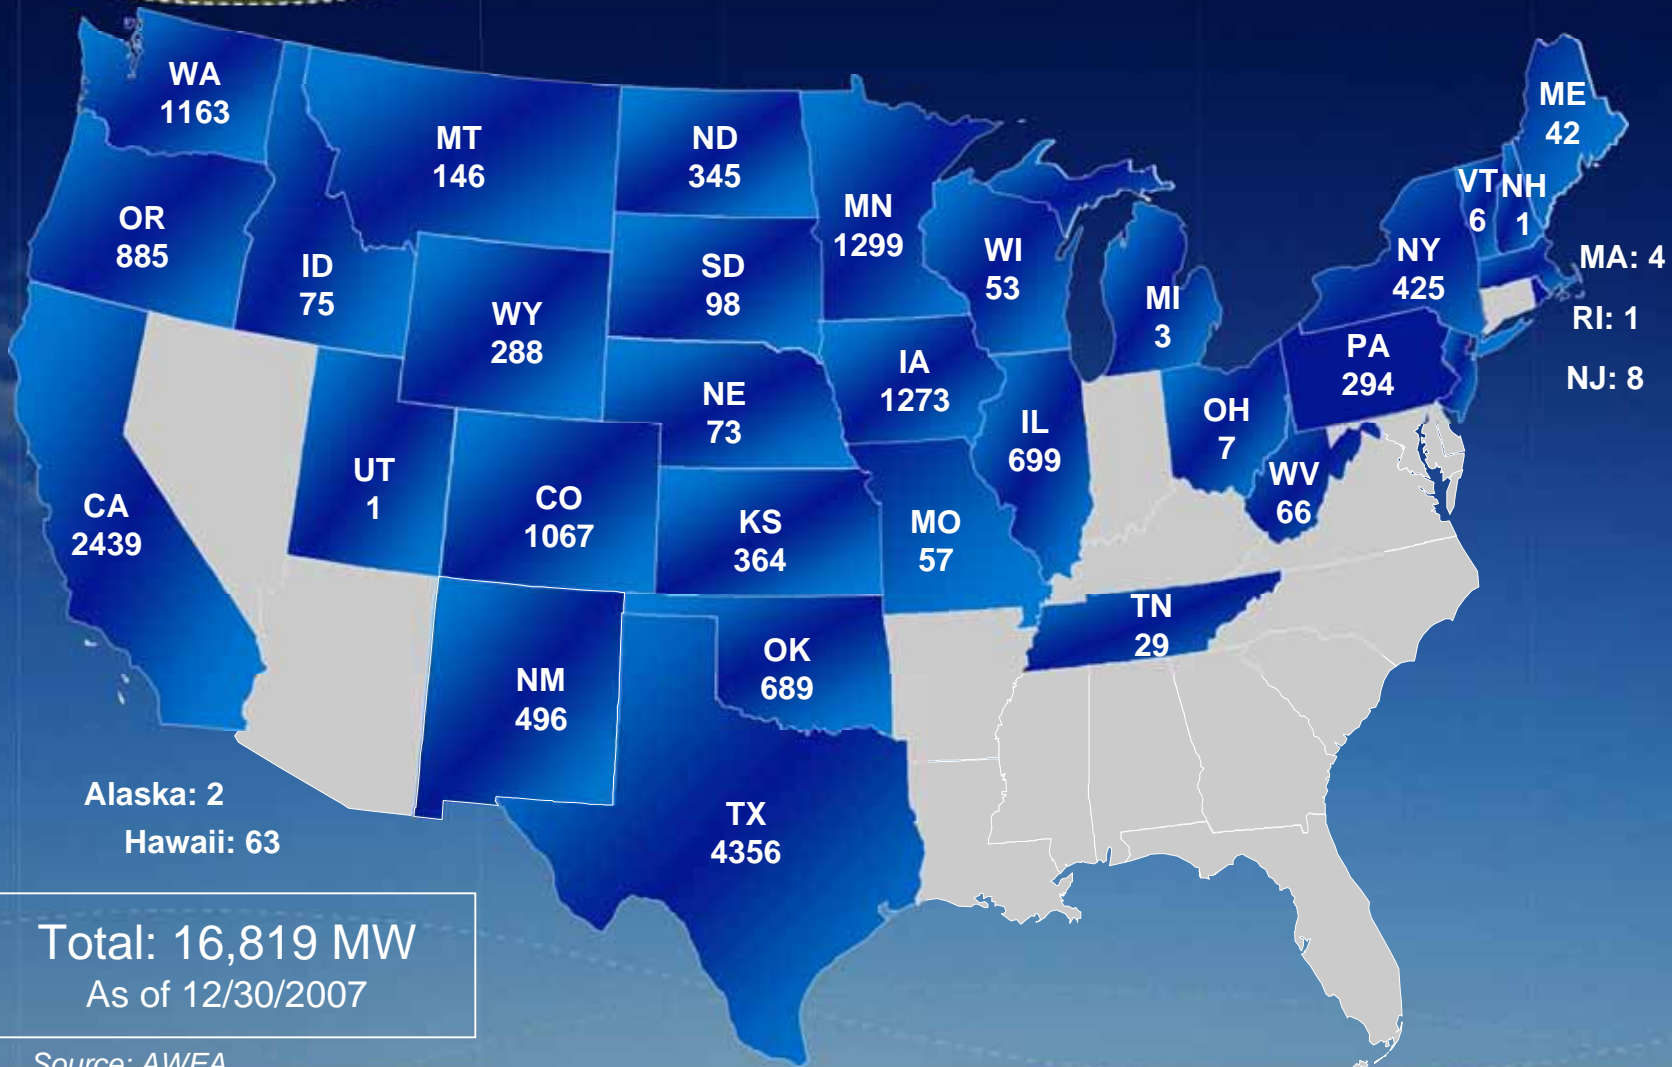 WA
1163
MT
146
ND
345
MN
1299
ME
42
VT
6
NH
1
OR
885
ID
75
WY
288
SD
98
WI
53
MI
3
NY
425
MA: 4
RI: 1
NJ: 8
PA
294
NE
73
IA
1273
IL
699
OH
7
WV
66
CA
2439
UT
1
CO
1067
KS
364
MO
57
TN
29
NM
496
OK
689
TX
4356
Alaska: 2
Hawaii: 63
Total: 16,819 MW
As of 12/30/2007
Source: AWEA